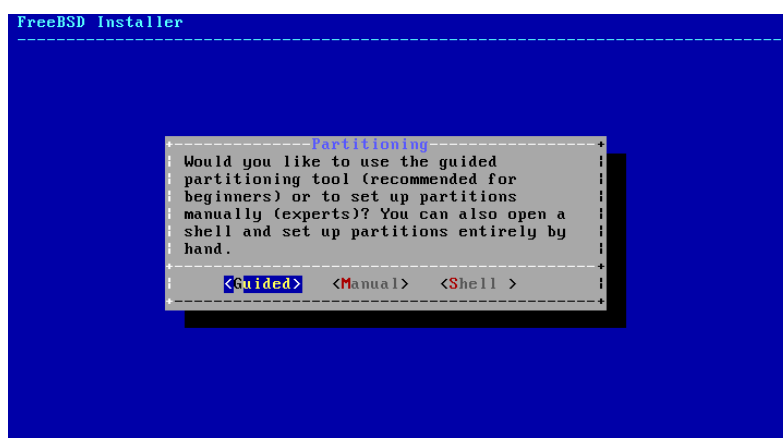 FreeBSD Installer
Partitioning
Would you like to use the guided
partitioning tool (recommended for
beginners) or to set up partitions
manually (experts)? You can also open a
shell and set up partitions entirely by
hand.
<Guided> <Manual> <Shell >